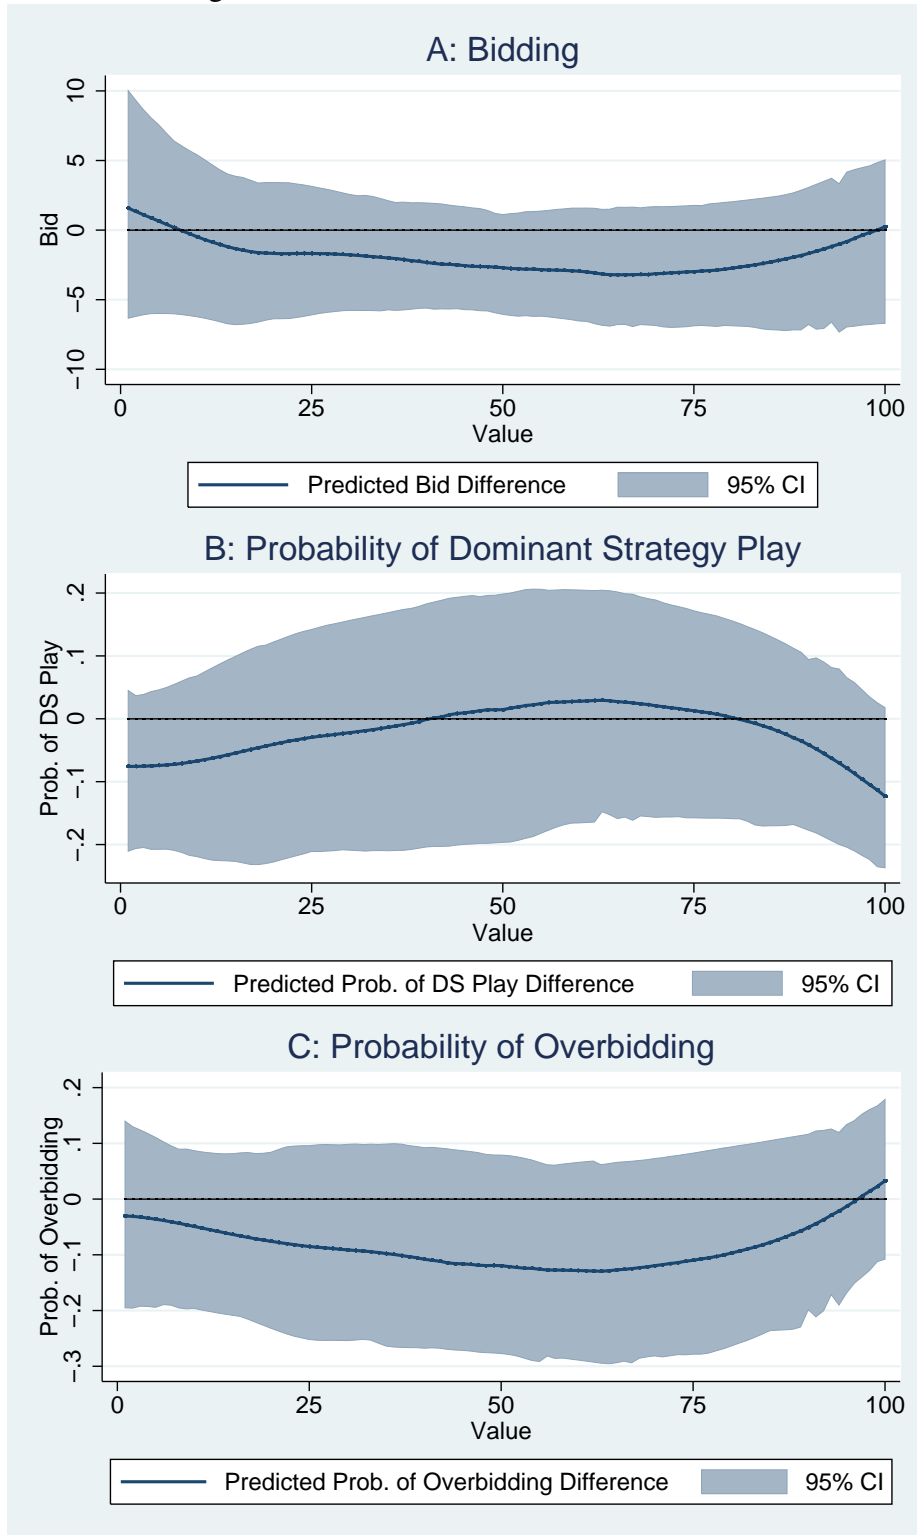 A: Bidding
10
5
0
−5
−10
Bid
0 25 50 75 100
Value
Predicted Bid Difference 95% CI
B: Probability of Dominant Strategy Play
.2
.1
0
−.1
−.2
Prob. of DS Play
0 25 50 75 100
Value
Predicted Prob. of DS Play Difference 95% CI
C: Probability of Overbidding
.2
.1
0
−.1
−.2
−.3
Prob. of Overbidding
0 25 50 75 100
Value
Predicted Prob. of Overbidding Difference 95% CI